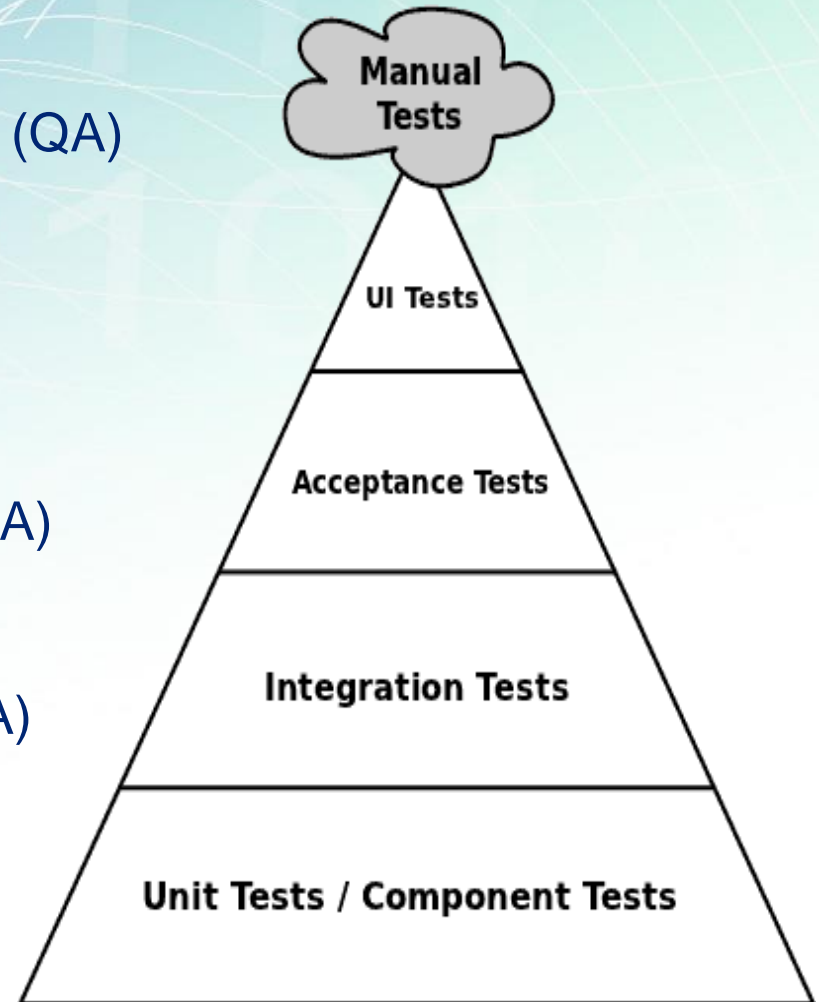 Manual
Tests
(QA)
UI Tests
Acceptance Tests
A)
Integration Tests
A)
Unit Tests / Component Tests